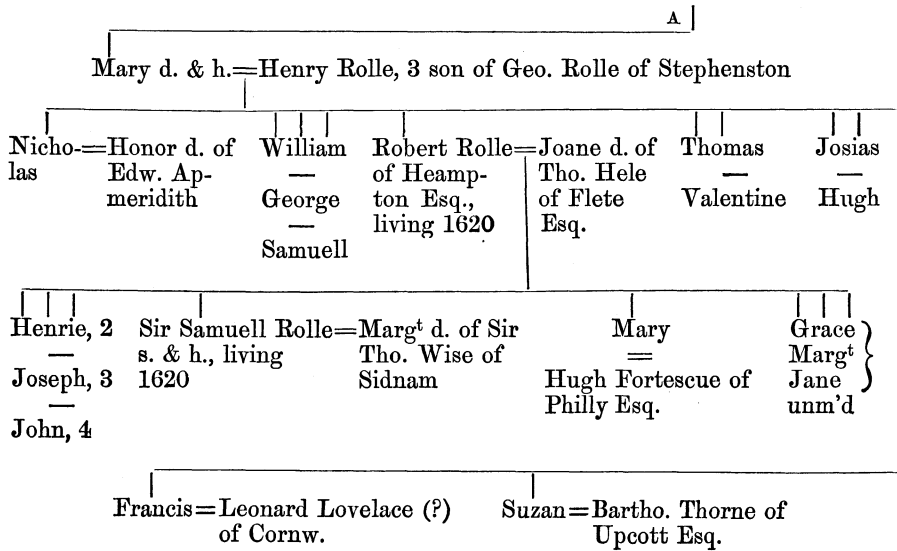 A
Mary d. & h.=Henry Rolle, 3 son of Geo. Rolle of Stephenston
Nicho-
las
=Honor d. of
Edw. Ap-
meridith
William
—
George
—
Samuell
Robert Rolle=
of Heamp-
ton Esq.,
living 1620
Joane d. of
Tho. Hele
of Flete
Esq.
Thomas
—
Valentine
Josias
—
Hugh
Henrie, 2
—
Joseph, 3
—
John, 4
Sir Samuell Rolle=
s. & h., living
1620
Margt d. of Sir
Tho. Wise of
Sidnam
Mary
=
Hugh Fortescue of
Philly Esq.
Grace
Margt
Jane
unm'd
Francis=Leonard Lovelace (?)
of Cornw.
Suzan=Bartho. Thorne of
Upcott Esq.